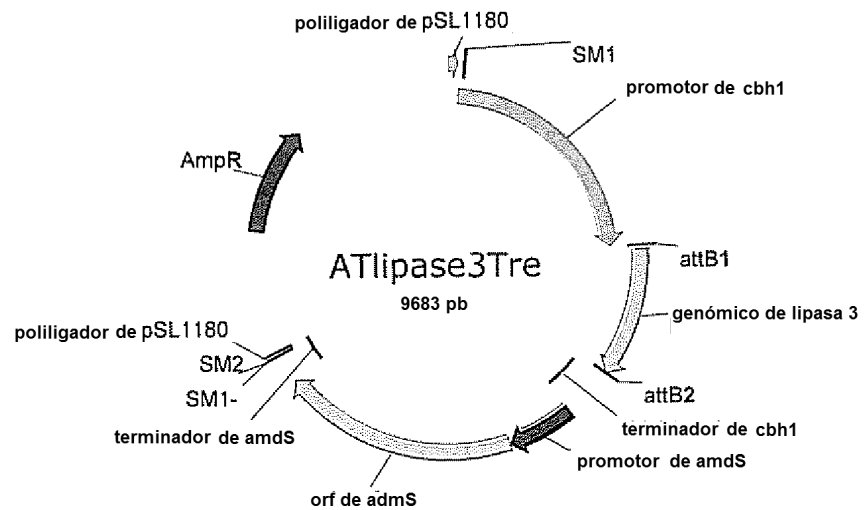 poliligador de pSL1180
SM1
promotor de cbh1
AmpR
attB1
ATlipase3Tre
9683 pb
genómico de lipasa 3
poliligador de pSL1180
SM2
SM1-
attB2
terminador de amdS
terminador de cbh1
promotor de amdS
orf de admS